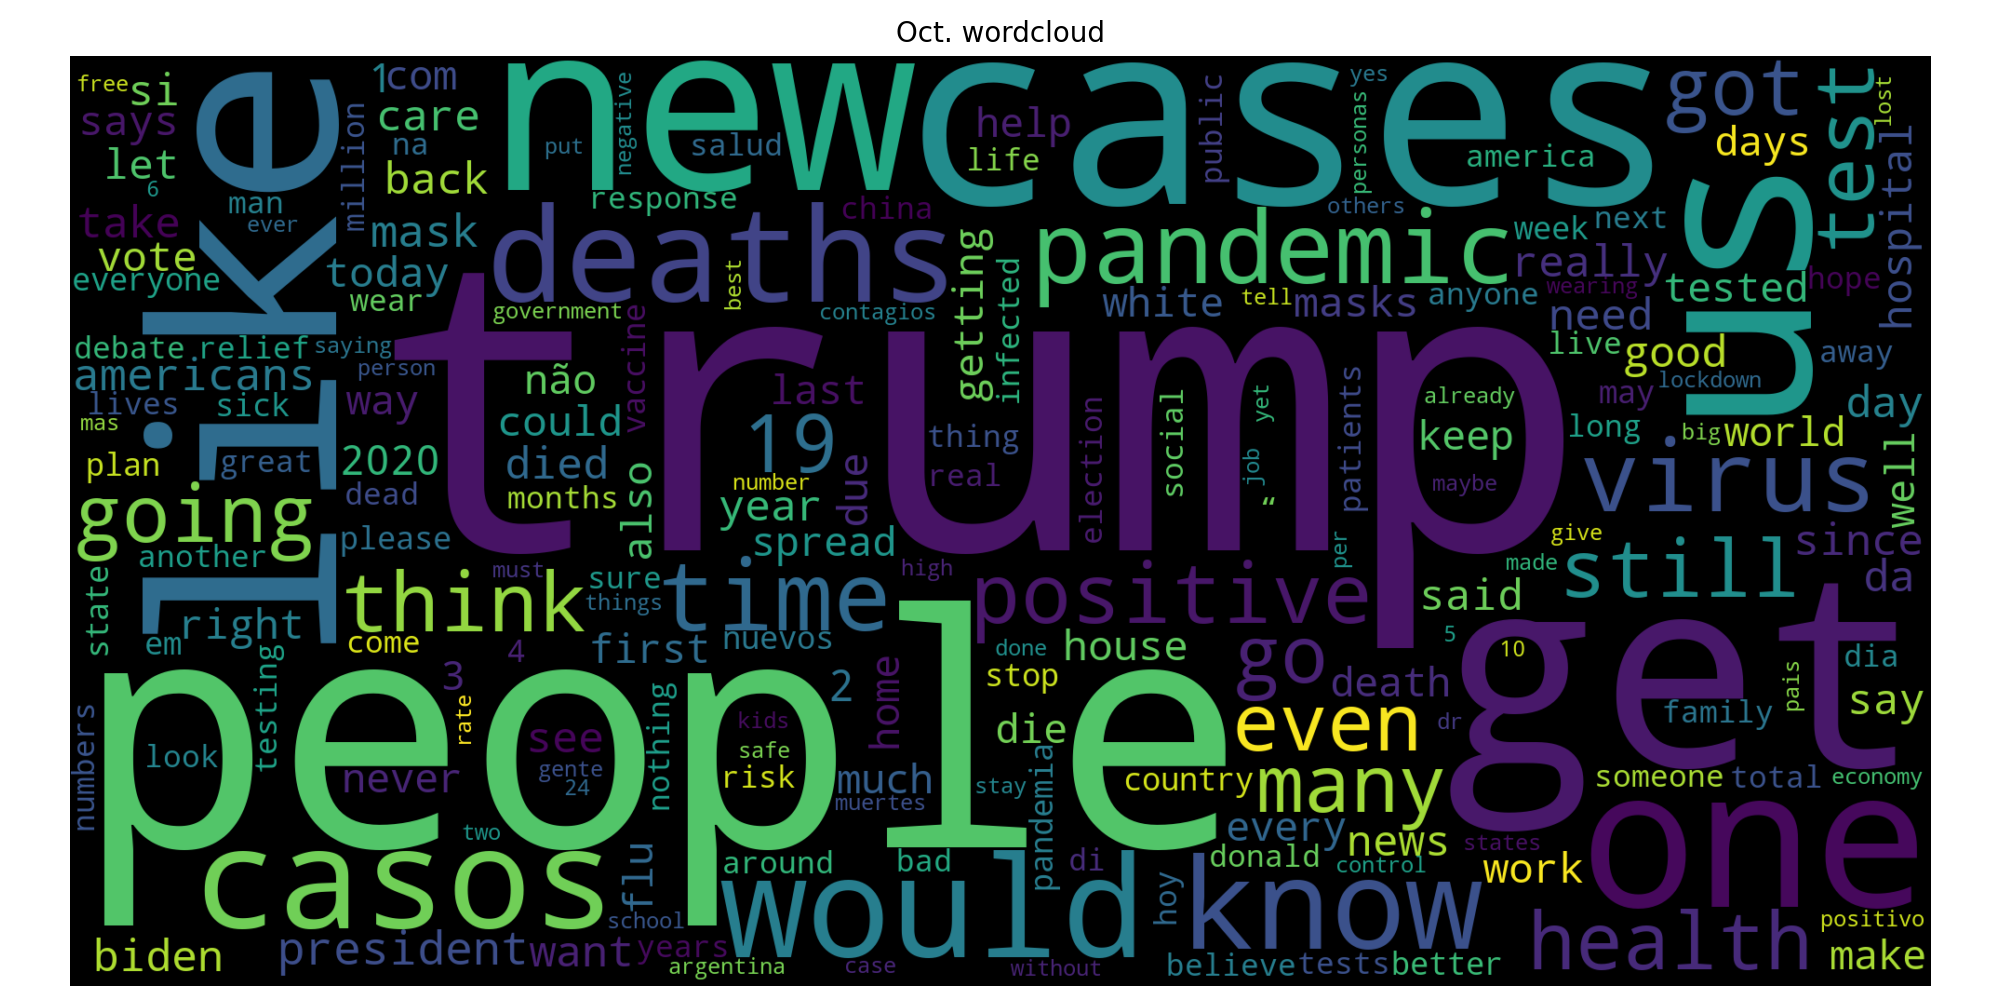 Oct. wordcloud
free
si
says
let
6
take
vote
everyone
man
ever
like
million
1
com
care
na
back
mask
today
wear
new
cases
put
negative
salud
response
china
help
life
public
personas
yes
america
others
got
days
test
lost
hospital
us
deaths
best
government
contagios
getting
infected
pandemic
week
next
really
wearing
tested
hope
white
tell
masks
anyone
need
live
good
away
debate
relief
saying
americans
person
lives
sick
way
mas
plan
great
2020
dead
going
another
please
trump
não
vaccine
last
could
19
died
months
also
number
year
due
spread
thing
real
election
social
yet
job
“
patients
already
keep
maybe
may
lockdown
day
long
big
world
virus
well
per
give
made
still
since
da
state
em
right
think
come
must
sure
things
time
high
positive
said
5
10
first
nuevos
4
3
2
home
done
stop
house
go
death
get
dia
pais
say
family
dr
numbers
testing
look
rate
never
people
see
gente
24
nothing
kids
safe
risk
much
muertes
stay
die
pandemia
even
country
many
someone
total
economy
one
two
casos
flu
school
around
bad
di
would
every
donald
news
control
states
work
hoy
know
health
positivo
make
biden
president
want
years
argentina
case
without
believe
tests
better